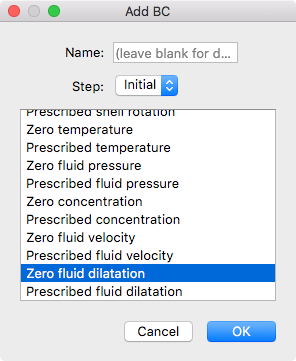 Add BC
Name: (leave blank for d...
Step: Initial
Prescribed shell rotation
Zero temperature
Prescribed temperature
Zero fluid pressure
Prescribed fluid pressure
Zero concentration
Prescribed concentration
Zero fluid velocity
Prescribed fluid velocity
Zero fluid dilatation
Prescribed fluid dilatation
Cancel OK